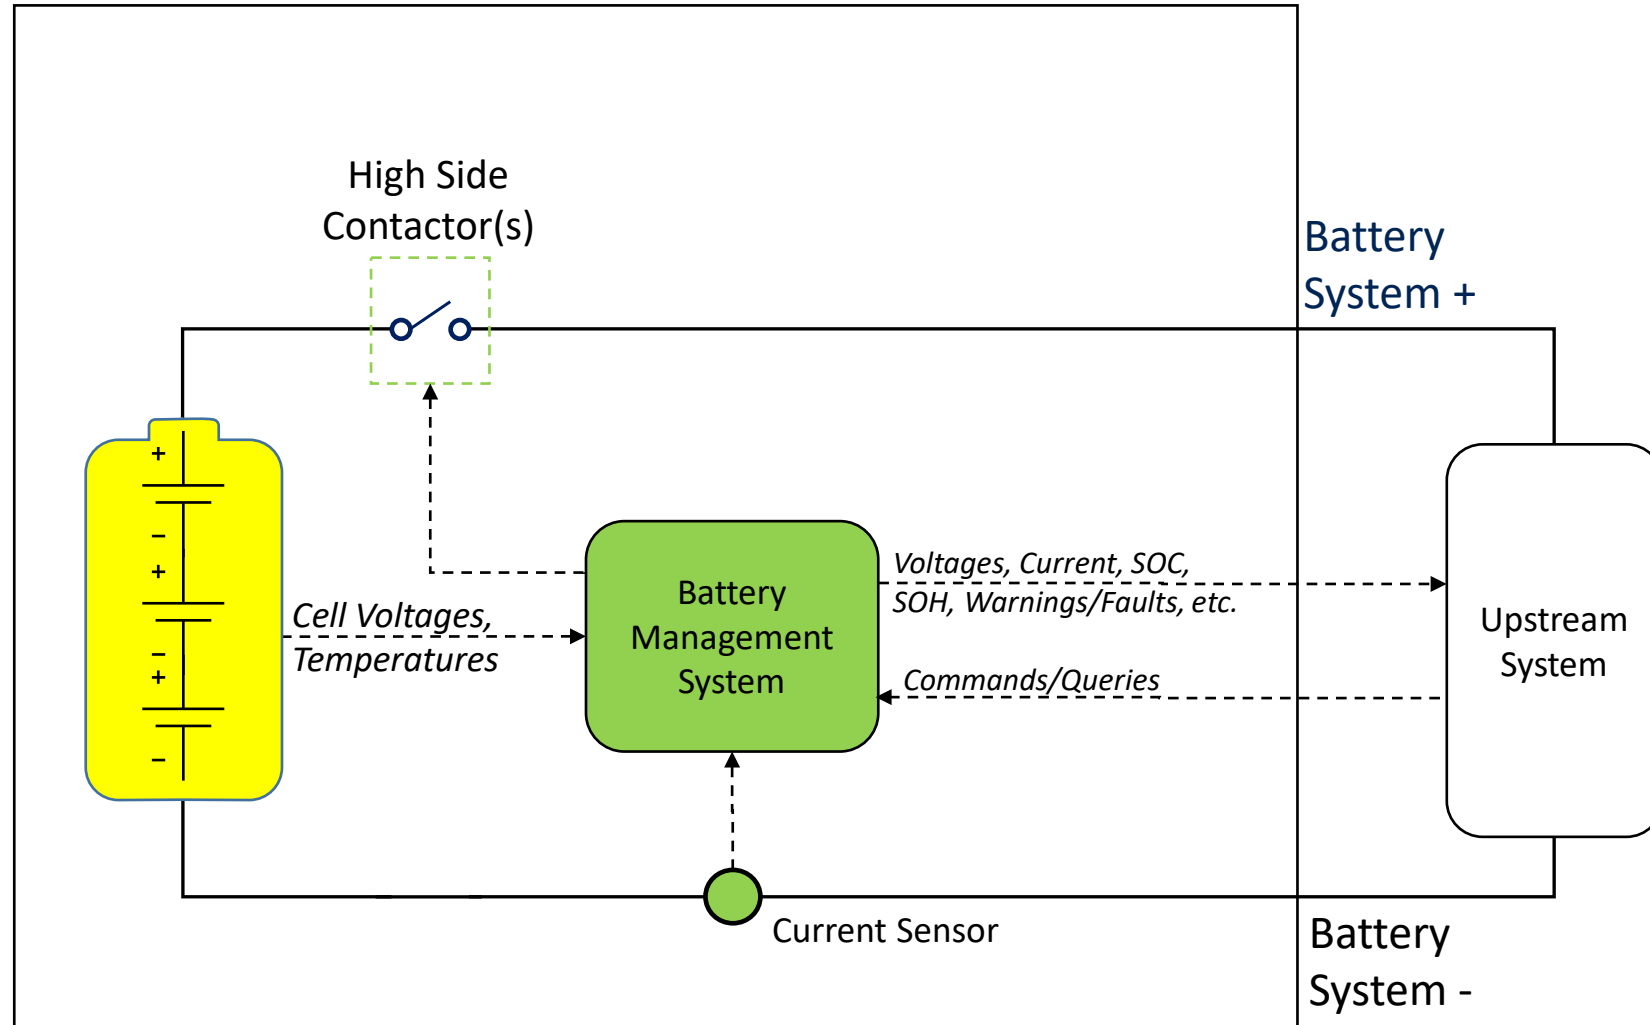 High Side
Contactor(s)
Battery
System +
+
−
+
−
+
−
Cell Voltages,
Temperatures
Battery
Management
System
Voltages, Current, SOC,
SOH, Warnings/Faults, etc.
Commands/Queries
Upstream
System
Current Sensor
Battery
System -